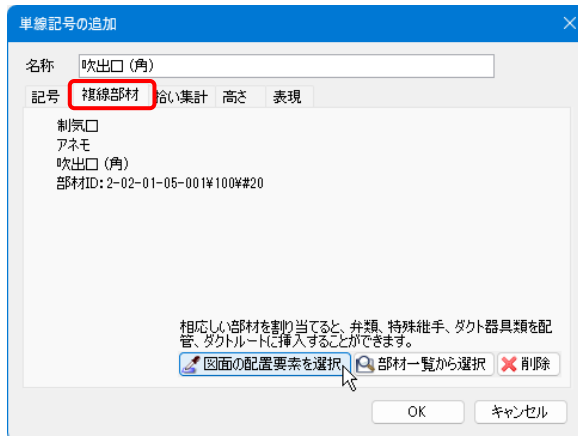 単線記号の追加
名称 吹出口 (角)
記号 複線部材 拾い集計 高さ 表現
制気口
アネモ
吹出口 (角)
部材ID:2-02-01-05-001¥100¥#20
相応しい部材を割り当てると、弁類、特殊継手、ダクト器具類を配
管、ダクトルートに挿入することができます。
図面の配置要素を選択 部材一覧から選択 削除
OK キャンセル